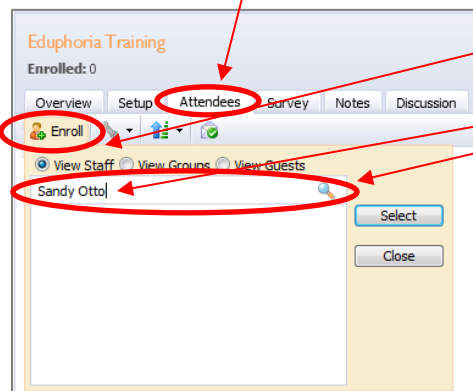 Eduphoria Training
Enrolled: 0
Overview Setup Attendees Survey Notes Discussion
Enroll
View Staff View Groups View Guests
Sandy Otto
Select
Close